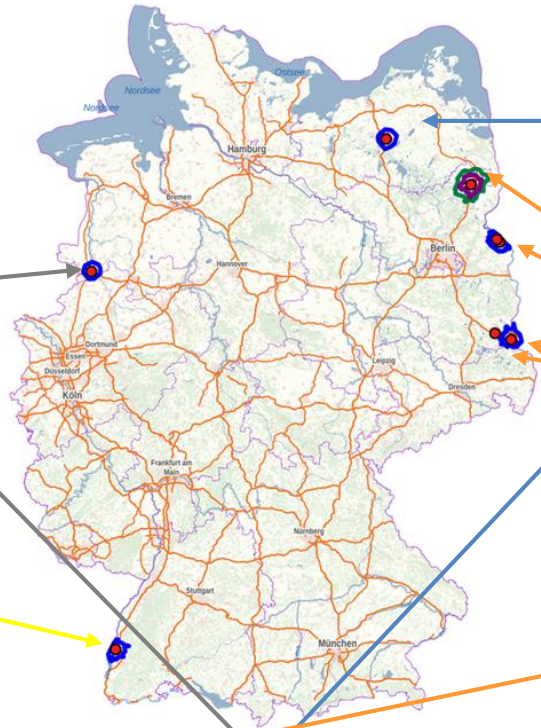 Ostsee
Nordsee
Nordsee
Hamburg
Bremen
Berlin
Hannover
Dortmund
Essen
Düsseldorf
Leipzig
Köln
Dresden
Frankfurt am
Main
Nürnberg
Stuttgart
München